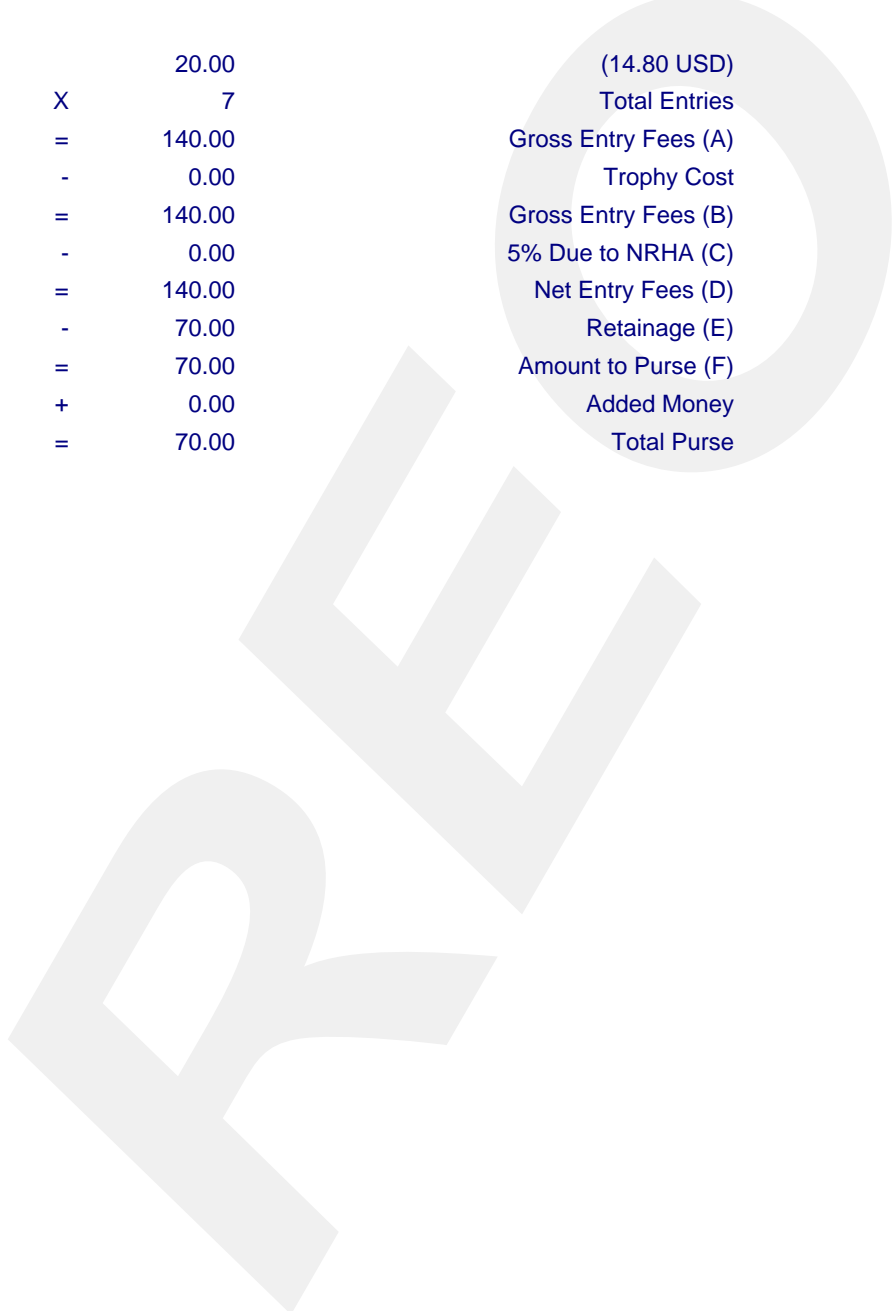 20.00 (14.80 USD)
X 7 Total Entries
= 140.00 Gross Entry Fees (A)
- 0.00 Trophy Cost
= 140.00 Gross Entry Fees (B)
- 0.00 5% Due to NRHA (C)
= 140.00 Net Entry Fees (D)
- 70.00 Retainage (E)
= 70.00 Amount to Purse (F)
+ 0.00 Added Money
= 70.00 Total Purse
REO